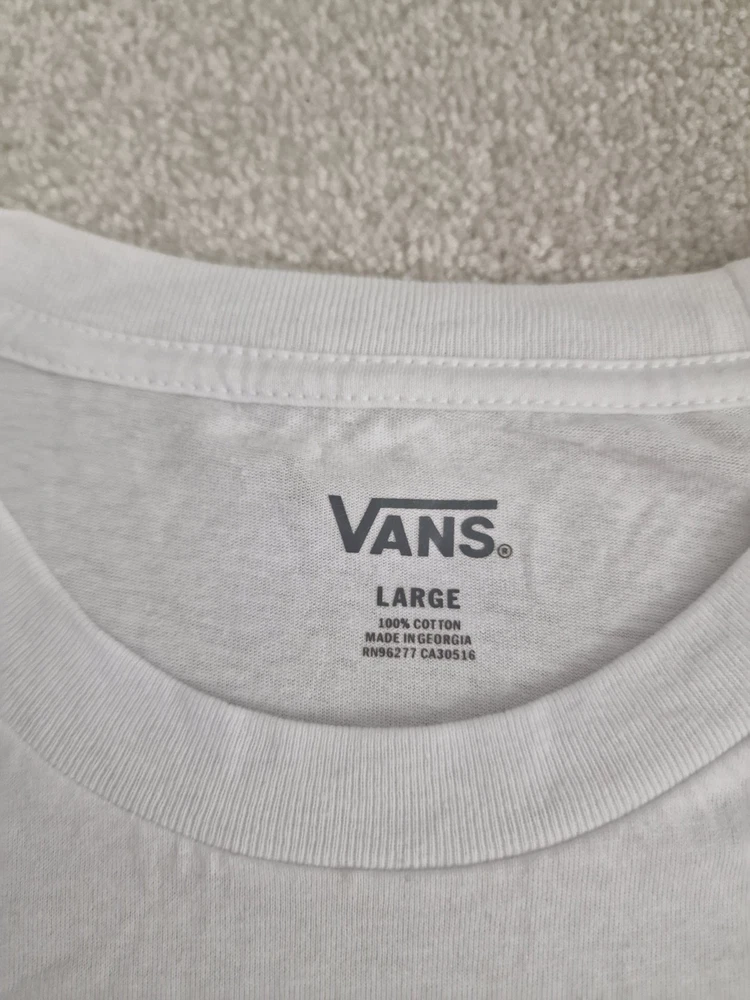 VANS®
LARGE
100% COTTON
MADE IN GEORGIA
RN96277 CA30516